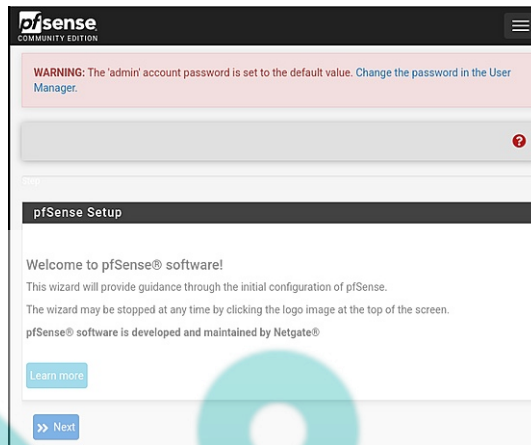 pfsense
COMMUNITY EDITION
WARNING: The 'admin' account password is set to the default value. Change the password in the User
Manager.
Step
pfSense Setup
Welcome to pfSense® software!
This wizard will provide guidance through the initial configuration of pfSense.
The wizard may be stopped at any time by clicking the logo image at the top of the screen.
pfSense® software is developed and maintained by Netgate®
Learn more
Next